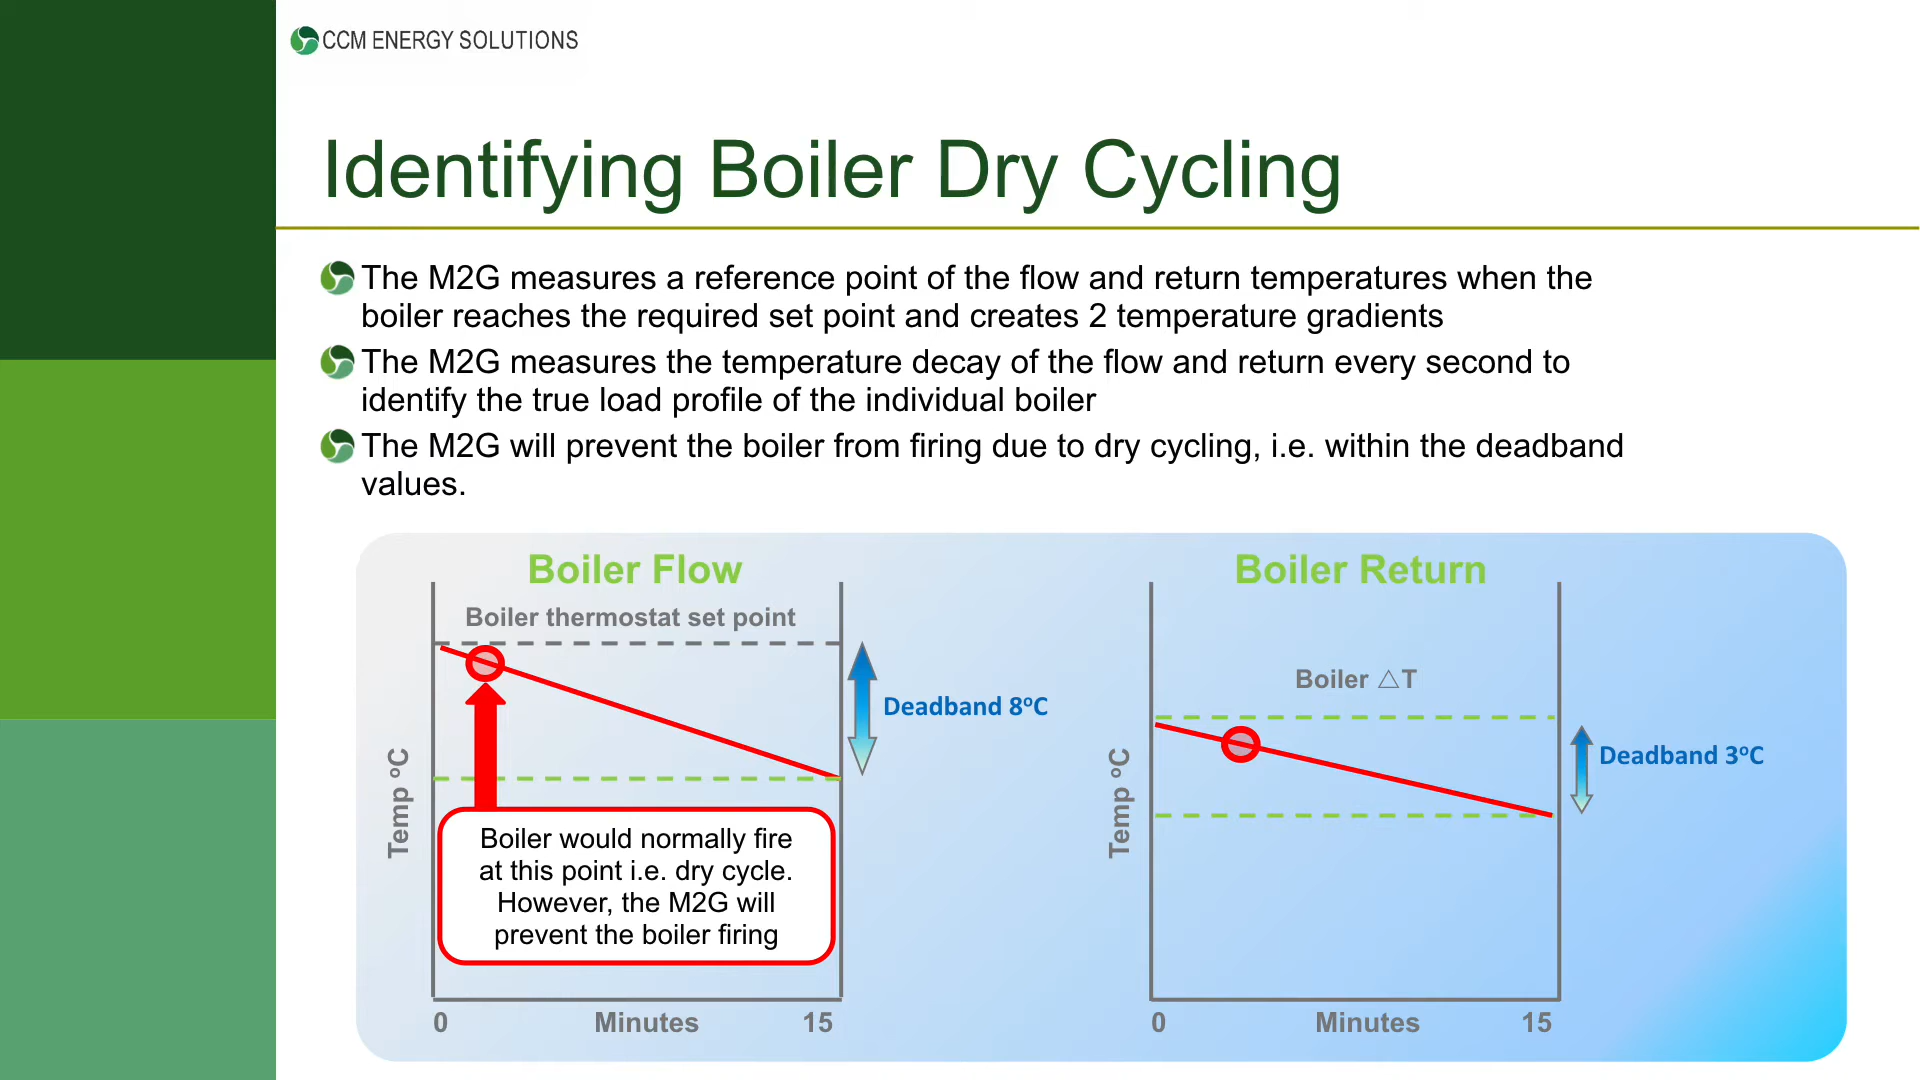 CCM ENERGY SOLUTIONS
Identifying Boiler Dry Cycling
The M2G measures a reference point of the flow and return temperatures when the
boiler reaches the required set point and creates 2 temperature gradients
The M2G measures the temperature decay of the flow and return every second to
identify the true load profile of the individual boiler
The M2G will prevent the boiler from firing due to dry cycling, i.e. within the deadband
values.
Boiler Flow
Boiler thermostat set point
Deadband 8ºC
Temp ºC
Boiler would normally fire
at this point i.e. dry cycle.
However, the M2G will
prevent the boiler firing
0 Minutes 15
Boiler Return
Boiler △T
Deadband 3ºC
Temp ºC
0 Minutes 15